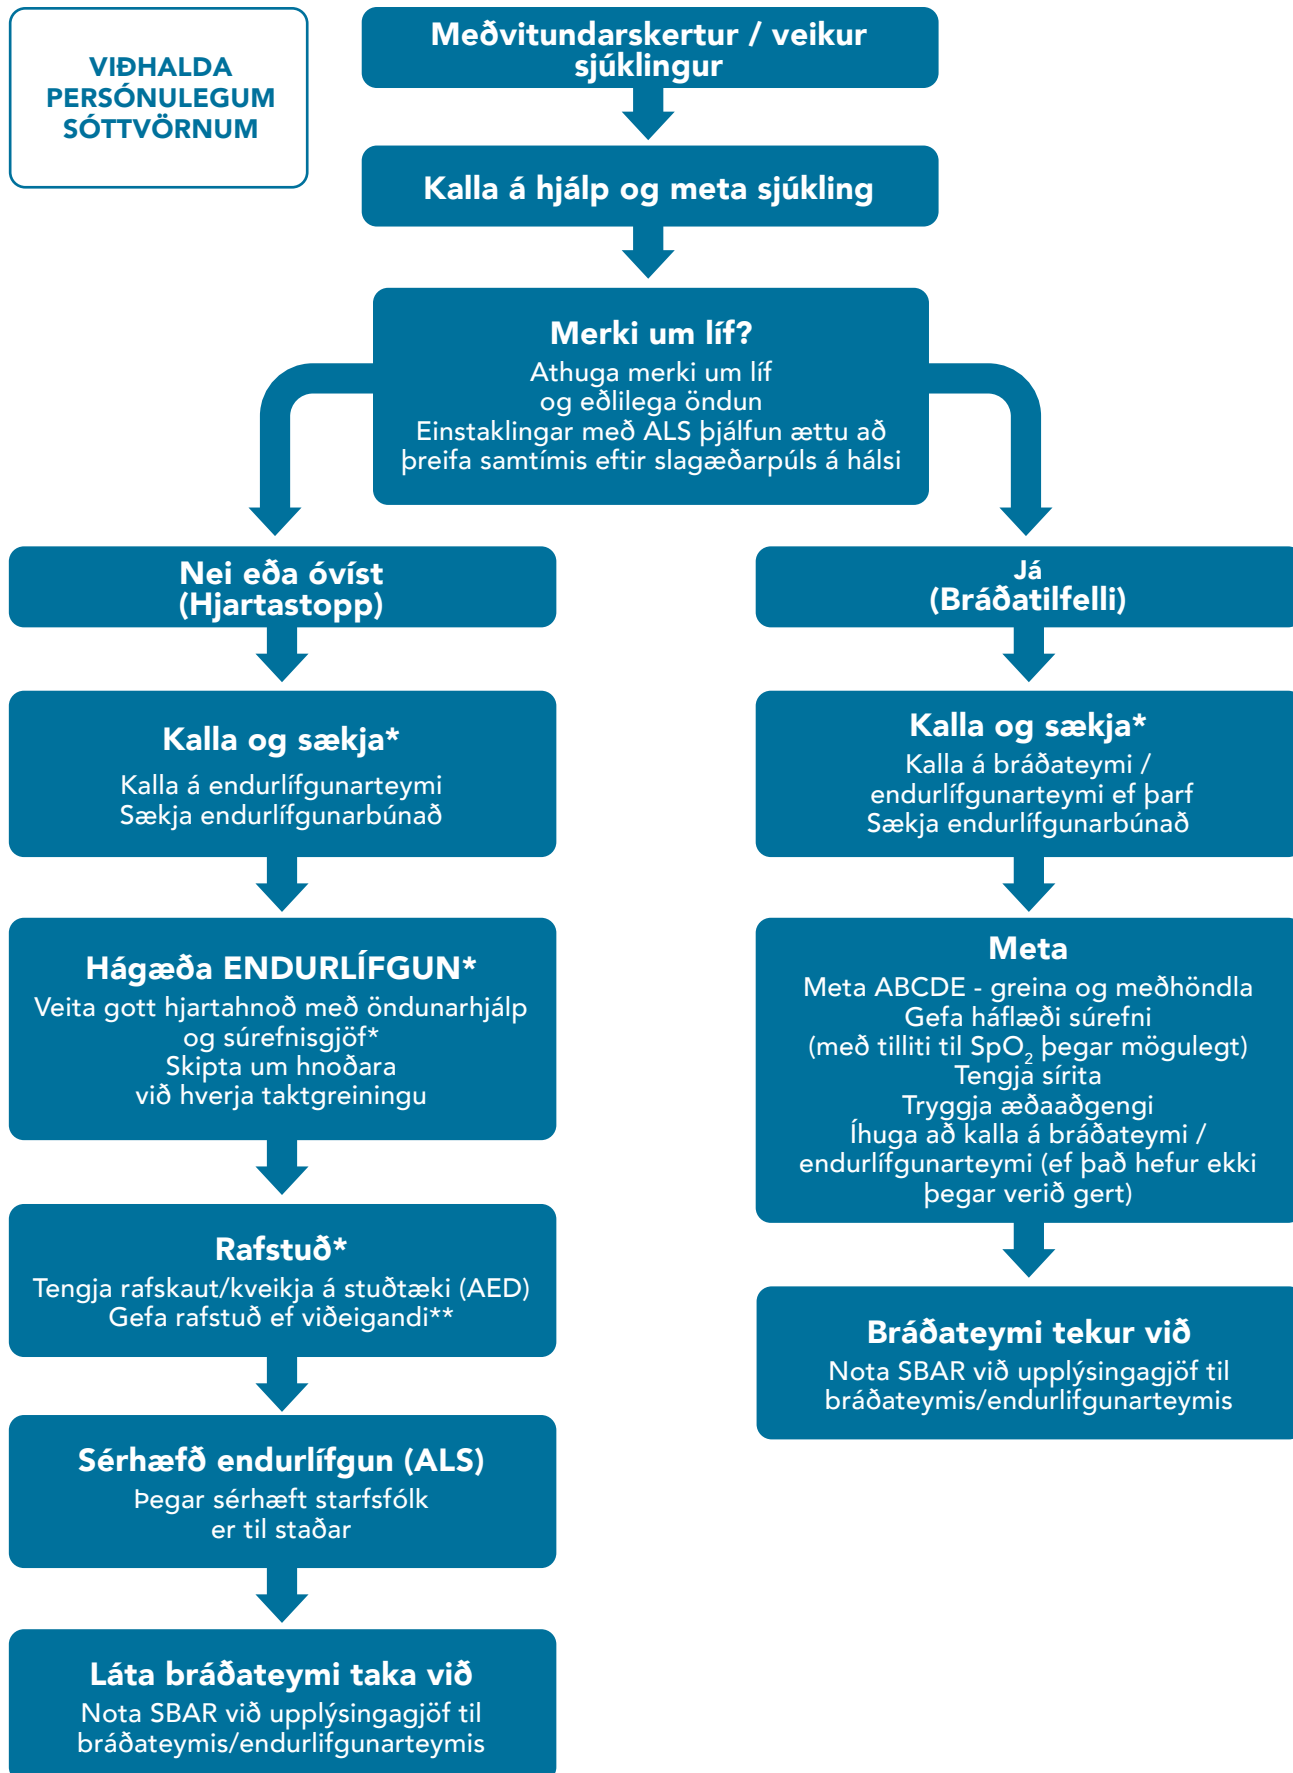 VIÐHALDA
PERSÓNULEGUM
SÓTTVÖRNUM
Meðvitundarskertur / veikur
sjúklingur
Kalla á hjálp og meta sjúkling
Merki um líf?
Athuga merki um líf
og eðlilega öndun
Einstaklingar með ALS þjálfun ættu að
þreifa samtímis eftir slagæðarpúls á hálsi
Nei eða óvíst
(Hjartastopp)
Kalla og sækja*
Kalla á endurlífgunarteymi
Sækja endurlífgunarbúnað
Hágæða ENDURLÍFGUN*
Veita gott hjartahnoð með öndunarhjálp
og súrefnisgjöf*
Skipta um hnoðara
við hverja taktgreiningu
Rafstuð*
Tengja rafskaut/kveikja á stuðtæki (AED)
Gefa rafstuð ef viðeigandi**
Sérhæfð endurlífgun (ALS)
Þegar sérhæft starfsfólk
er til staðar
Láta bráðateymi taka við
Nota SBAR við upplýsingagjöf til
bráðateymis/endurlifgunarteymis
Já
(Bráðatilfelli)
Kalla og sækja*
Kalla á bráðateymi /
endurlífgunarteymi ef þarf
Sækja endurlífgunarbúnað
Meta
Meta ABCDE - greina og meðhöndla
Gefa háflæði súrefni
(með tilliti til SpO₂ þegar mögulegt)
Tengja sírita
Tryggja æðaaðgengi
Íhuga að kalla á bráðateymi /
endurlífgunarteymi (ef það hefur ekki
þegar verið gert)
Bráðateymi tekur við
Nota SBAR við upplýsingagjöf til
bráðateymis/endurlifgunarteymis